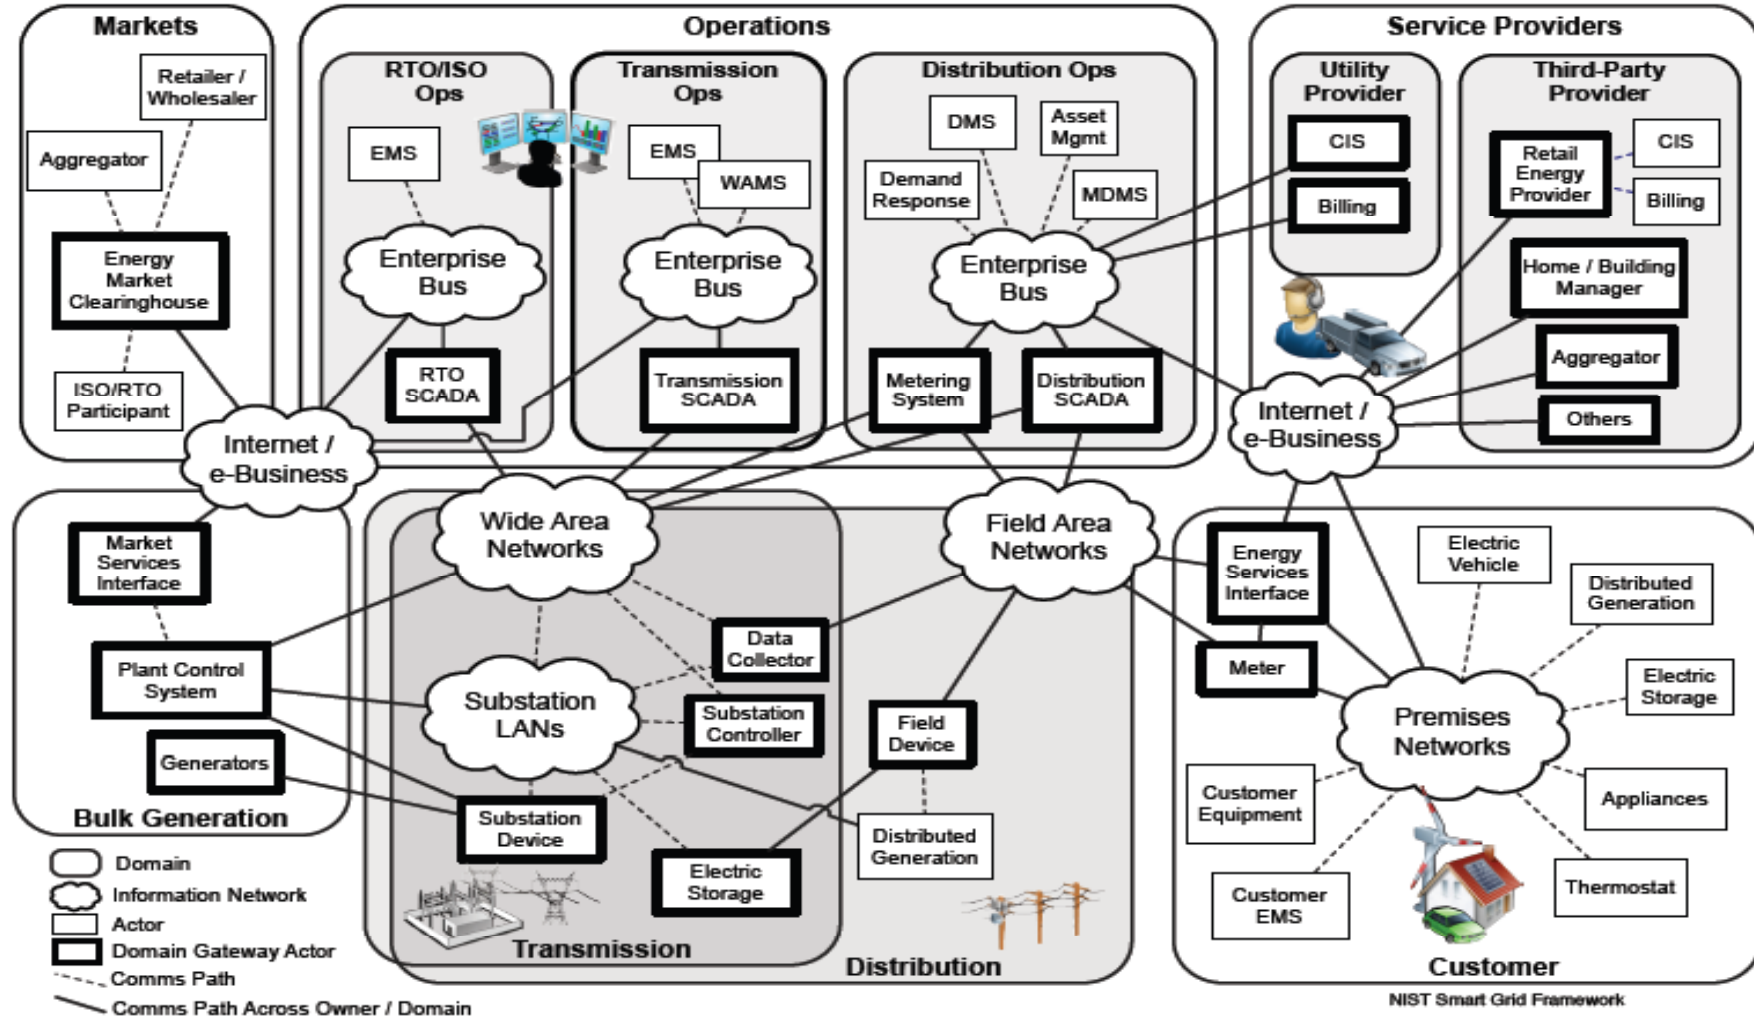 Markets
Retailer /
Wholesaler
Aggregator
Energy
Market
Clearinghouse
ISO/RTO
Participant
Operations
RTO/ISO
Ops
EMS
Enterprise
Bus
RTO
SCADA
Transmission
Ops
EMS
WAMS
Enterprise
Bus
Transmission
SCADA
Distribution Ops
DMS
Asset
Mgmt
Demand
Response
MDMS
Enterprise
Bus
Metering
System
Distribution
SCADA
Service Providers
Utility
Provider
CIS
Billing
Third-Party
Provider
Retail
Energy
Provider
CIS
Billing
Home / Building
Manager
Aggregator
Others
Internet /
e-Business
Internet /
e-Business
Market
Services
Interface
Plant Control
System
Generators
Bulk Generation
Wide Area
Networks
Field Area
Networks
Data
Collector
Substation
LANs
Substation
Controller
Field
Device
Substation
Device
Electric
Storage
Distributed
Generation
Transmission
Distribution
Energy
Services
Interface
Meter
Electric
Vehicle
Distributed
Generation
Electric
Storage
Premises
Networks
Customer
Equipment
Appliances
Customer
EMS
Thermostat
Customer
NIST Smart Grid Framework
Domain
Information Network
Actor
Domain Gateway Actor
Comms Path
Comms Path Across Owner / Domain